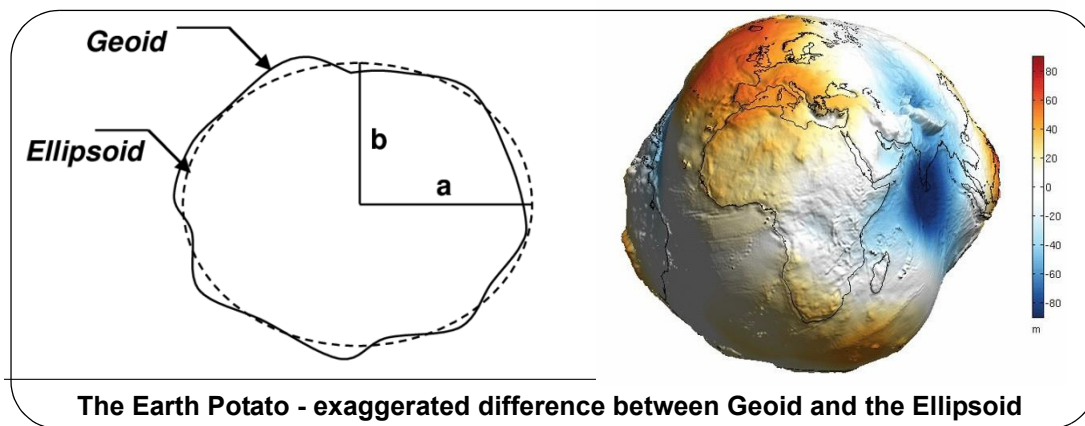 Geoid
Ellipsoid
b
a
80
60
40
20
0
-20
-40
-60
-80
m
The Earth Potato - exaggerated difference between Geoid and the Ellipsoid